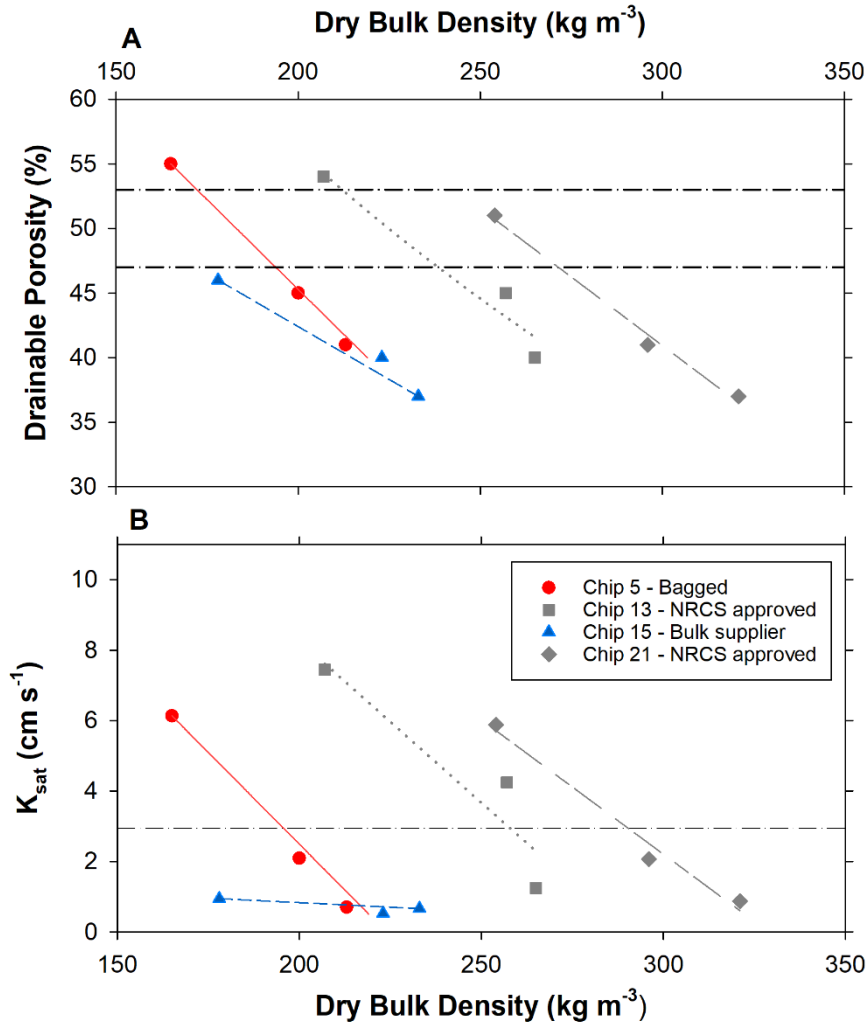 Dry Bulk Density (kg m⁻³)
A
150 200 250 300 350
Drainable Porosity (%)
60
55
50
45
40
35
30
B
K_sat (cm s⁻¹)
10
8
6
4
2
0
Chip 5 - Bagged
Chip 13 - NRCS approved
Chip 15 - Bulk supplier
Chip 21 - NRCS approved
150 200 250 300 350
Dry Bulk Density (kg m⁻³)